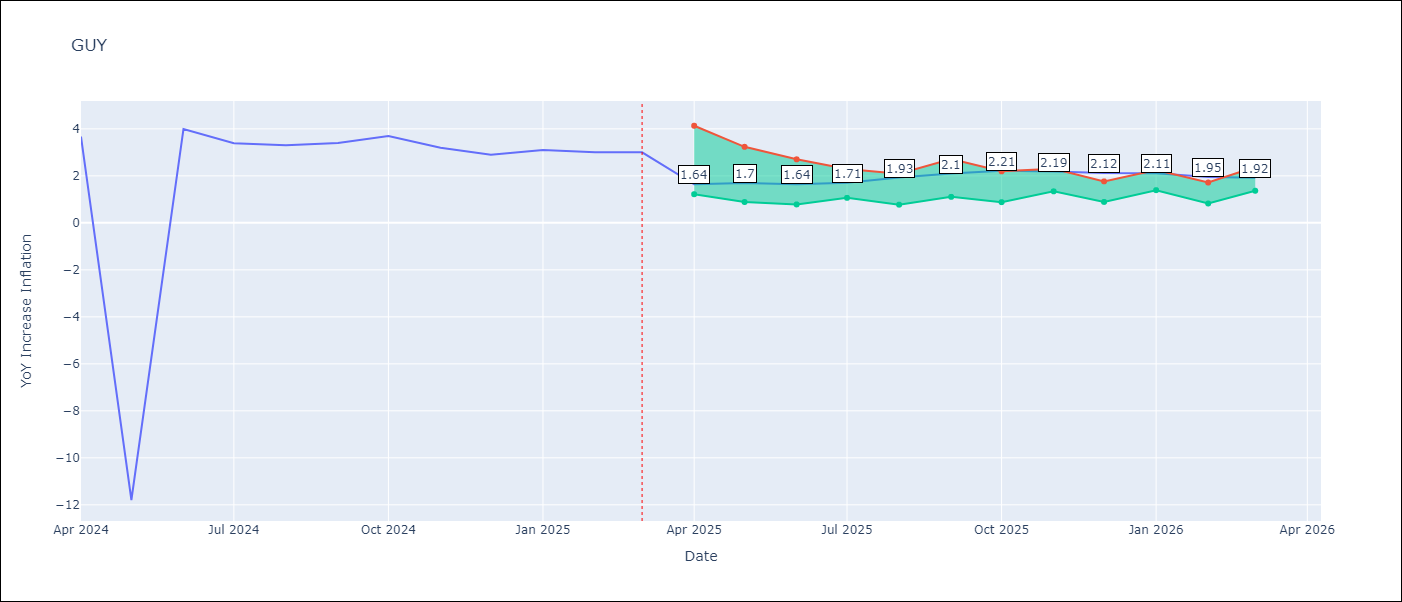 GUY
YoY Increase Inflation
4
2
0
−2
−4
−6
−8
−10
−12
1.64
1.7
1.64
1.71
1.93
2.1
2.21
2.19
2.12
2.11
1.95
1.92
Apr 2024
Jul 2024
Oct 2024
Jan 2025
Apr 2025
Jul 2025
Oct 2025
Jan 2026
Apr 2026
Date